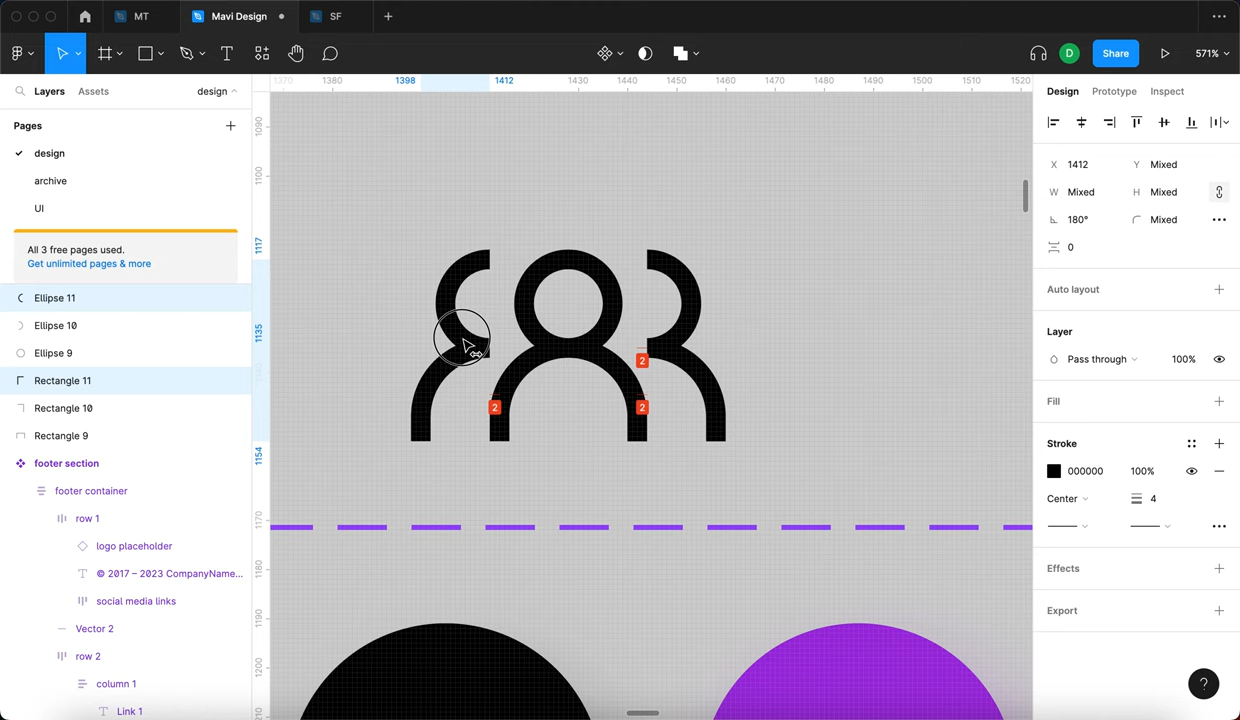 MT
Mavi Design
SF
Share
571%
D
Layers
Assets
design
Pages
design
archive
UI
All 3 free pages used.
Get unlimited pages & more
Ellipse 11
Ellipse 10
Ellipse 9
Rectangle 11
Rectangle 10
Rectangle 9
footer section
footer container
row 1
logo placeholder
© 2017 – 2023 CompanyName...
social media links
Vector 2
row 2
column 1
Link 1
1370
1380
1398
1412
1430
1440
1450
1460
1470
1480
1490
1500
1510
1520
1090
1100
1117
1135
1154
1170
1180
1190
1200
1210
2
2
2
Design
Prototype
Inspect
X 1412
Y Mixed
W Mixed
H Mixed
180°
Mixed
0
Auto layout
Layer
Pass through
100%
Fill
Stroke
000000
100%
Center
4
Effects
Export
?